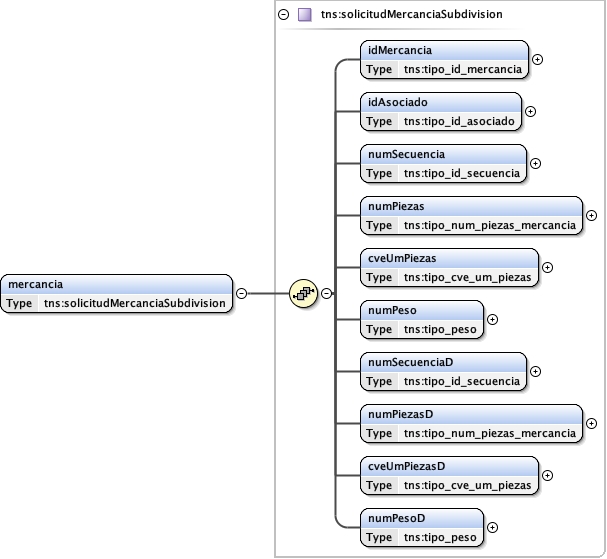 tns:solicitudMercanciaSubdivision
idMercancia
Type tns:tipo_id_mercancia
idAsociado
Type tns:tipo_id_asociado
numSecuencia
Type tns:tipo_id_secuencia
numPiezas
Type tns:tipo_num_piezas_mercancia
cveUmPiezas
Type tns:tipo_cve_um_piezas
mercancia
Type tns:solicitudMercanciaSubdivision
numPeso
Type tns:tipo_peso
numSecuenciaD
Type tns:tipo_id_secuencia
numPiezasD
Type tns:tipo_num_piezas_mercancia
cveUmPiezasD
Type tns:tipo_cve_um_piezas
numPesoD
Type tns:tipo_peso